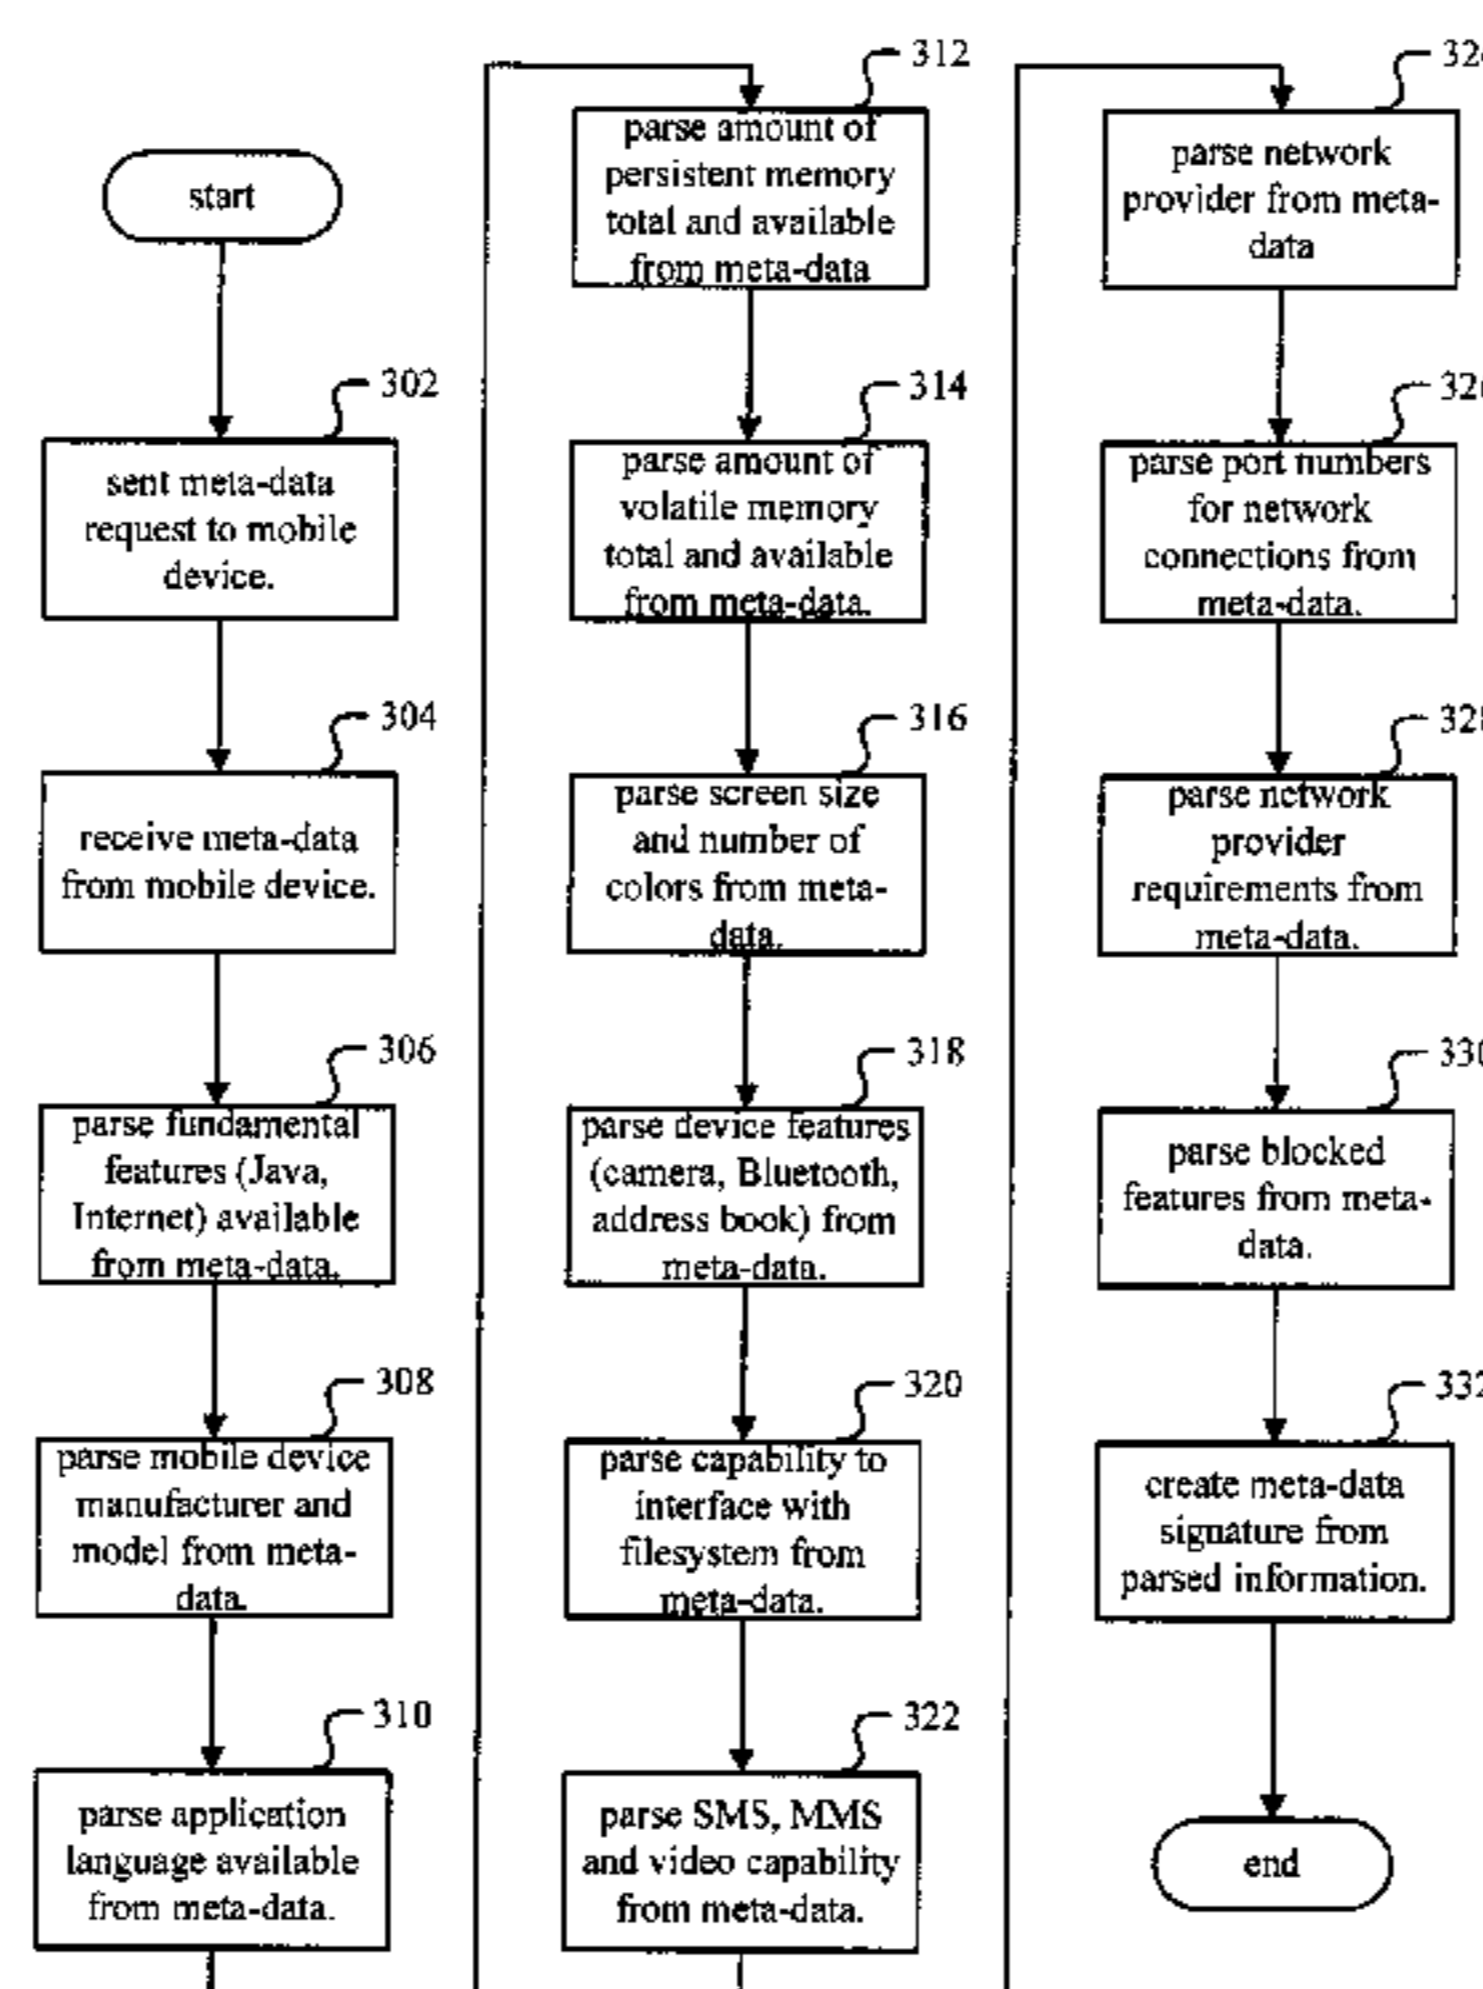 start
302
sent meta-data
request to mobile
device.
304
receive meta-data
from mobile device.
306
parse fundamental
features (Java,
Internet) available
from meta-data.
308
parse mobile device
manufacturer and
model from meta-
data.
310
parse application
language available
from meta-data.
312
parse amount of
persistent memory
total and available
from meta-data
314
parse amount of
volatile memory
total and available
from meta-data.
316
parse screen size
and number of
colors from meta-
data.
318
parse device features
(camera, Bluetooth,
address book) from
meta-data.
320
parse capability to
interface with
filesystem from
meta-data.
322
parse SMS, MMS
and video capability
from meta-data.
parse network
provider from meta-
data
parse port numbers
for network
connections from
meta-data.
328
parse network
provider
requirements from
meta-data.
330
parse blocked
features from meta-
data.
332
create meta-data
signature from
parsed information.
end